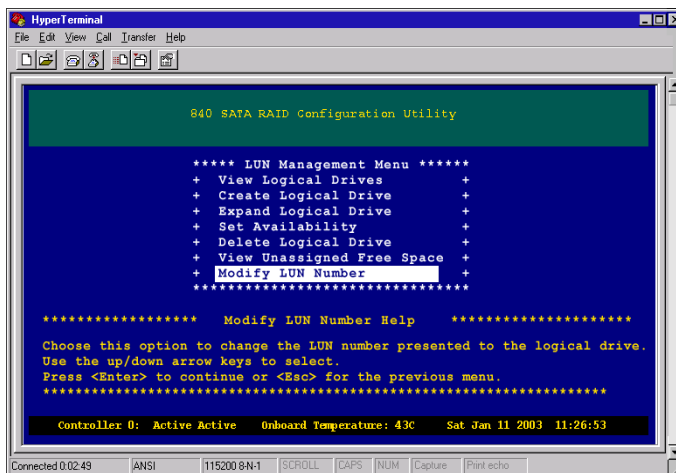 HyperTerminal
File Edit View Call Transfer Help
840 SATA RAID Configuration Utility
***** LUN Management Menu ******
+ View Logical Drives +
+ Create Logical Drive +
+ Expand Logical Drive +
+ Set Availability +
+ Delete Logical Drive +
+ View Unassigned Free Space +
+ Modify LUN Number +
********************************
****************** Modify LUN Number Help *********************
Choose this option to change the LUN number presented to the logical drive.
Use the up/down arrow keys to select.
Press <Enter> to continue or <Esc> for the previous menu.
*****************************************************************
Controller 0: Active Active Onboard Temperature: 43C Sat Jan 11 2003 11:26:53
Connected 0:02:49 ANSI 115200 8-N-1 SCROLL CAPS NUM Capture Print echo